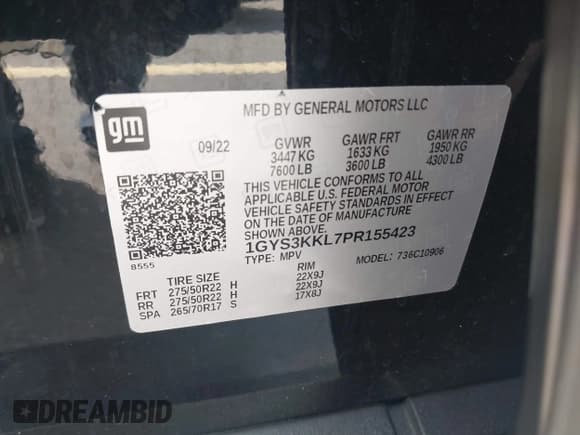 gm
MFD BY GENERAL MOTORS LLC
09/22 GVWR GAWR FRT GAWR RR
3447 KG 1633 KG 1950 KG
7600 LB 3600 LB 4300 LB
THIS VEHICLE CONFORMS TO ALL
APPLICABLE U.S. FEDERAL MOTOR
VEHICLE SAFETY STANDARDS IN EFFECT
ON THE DATE OF MANUFACTURE
SHOWN ABOVE.
1GYS3KKL7PR155423
8555 TYPE: MPV MODEL: 736C10906
TIRE SIZE RIM
FRT 275/50R22 H 22X9J
RR 275/50R22 H 22X9J
SPA 265/70R17 S 17X8J
DREAMBID